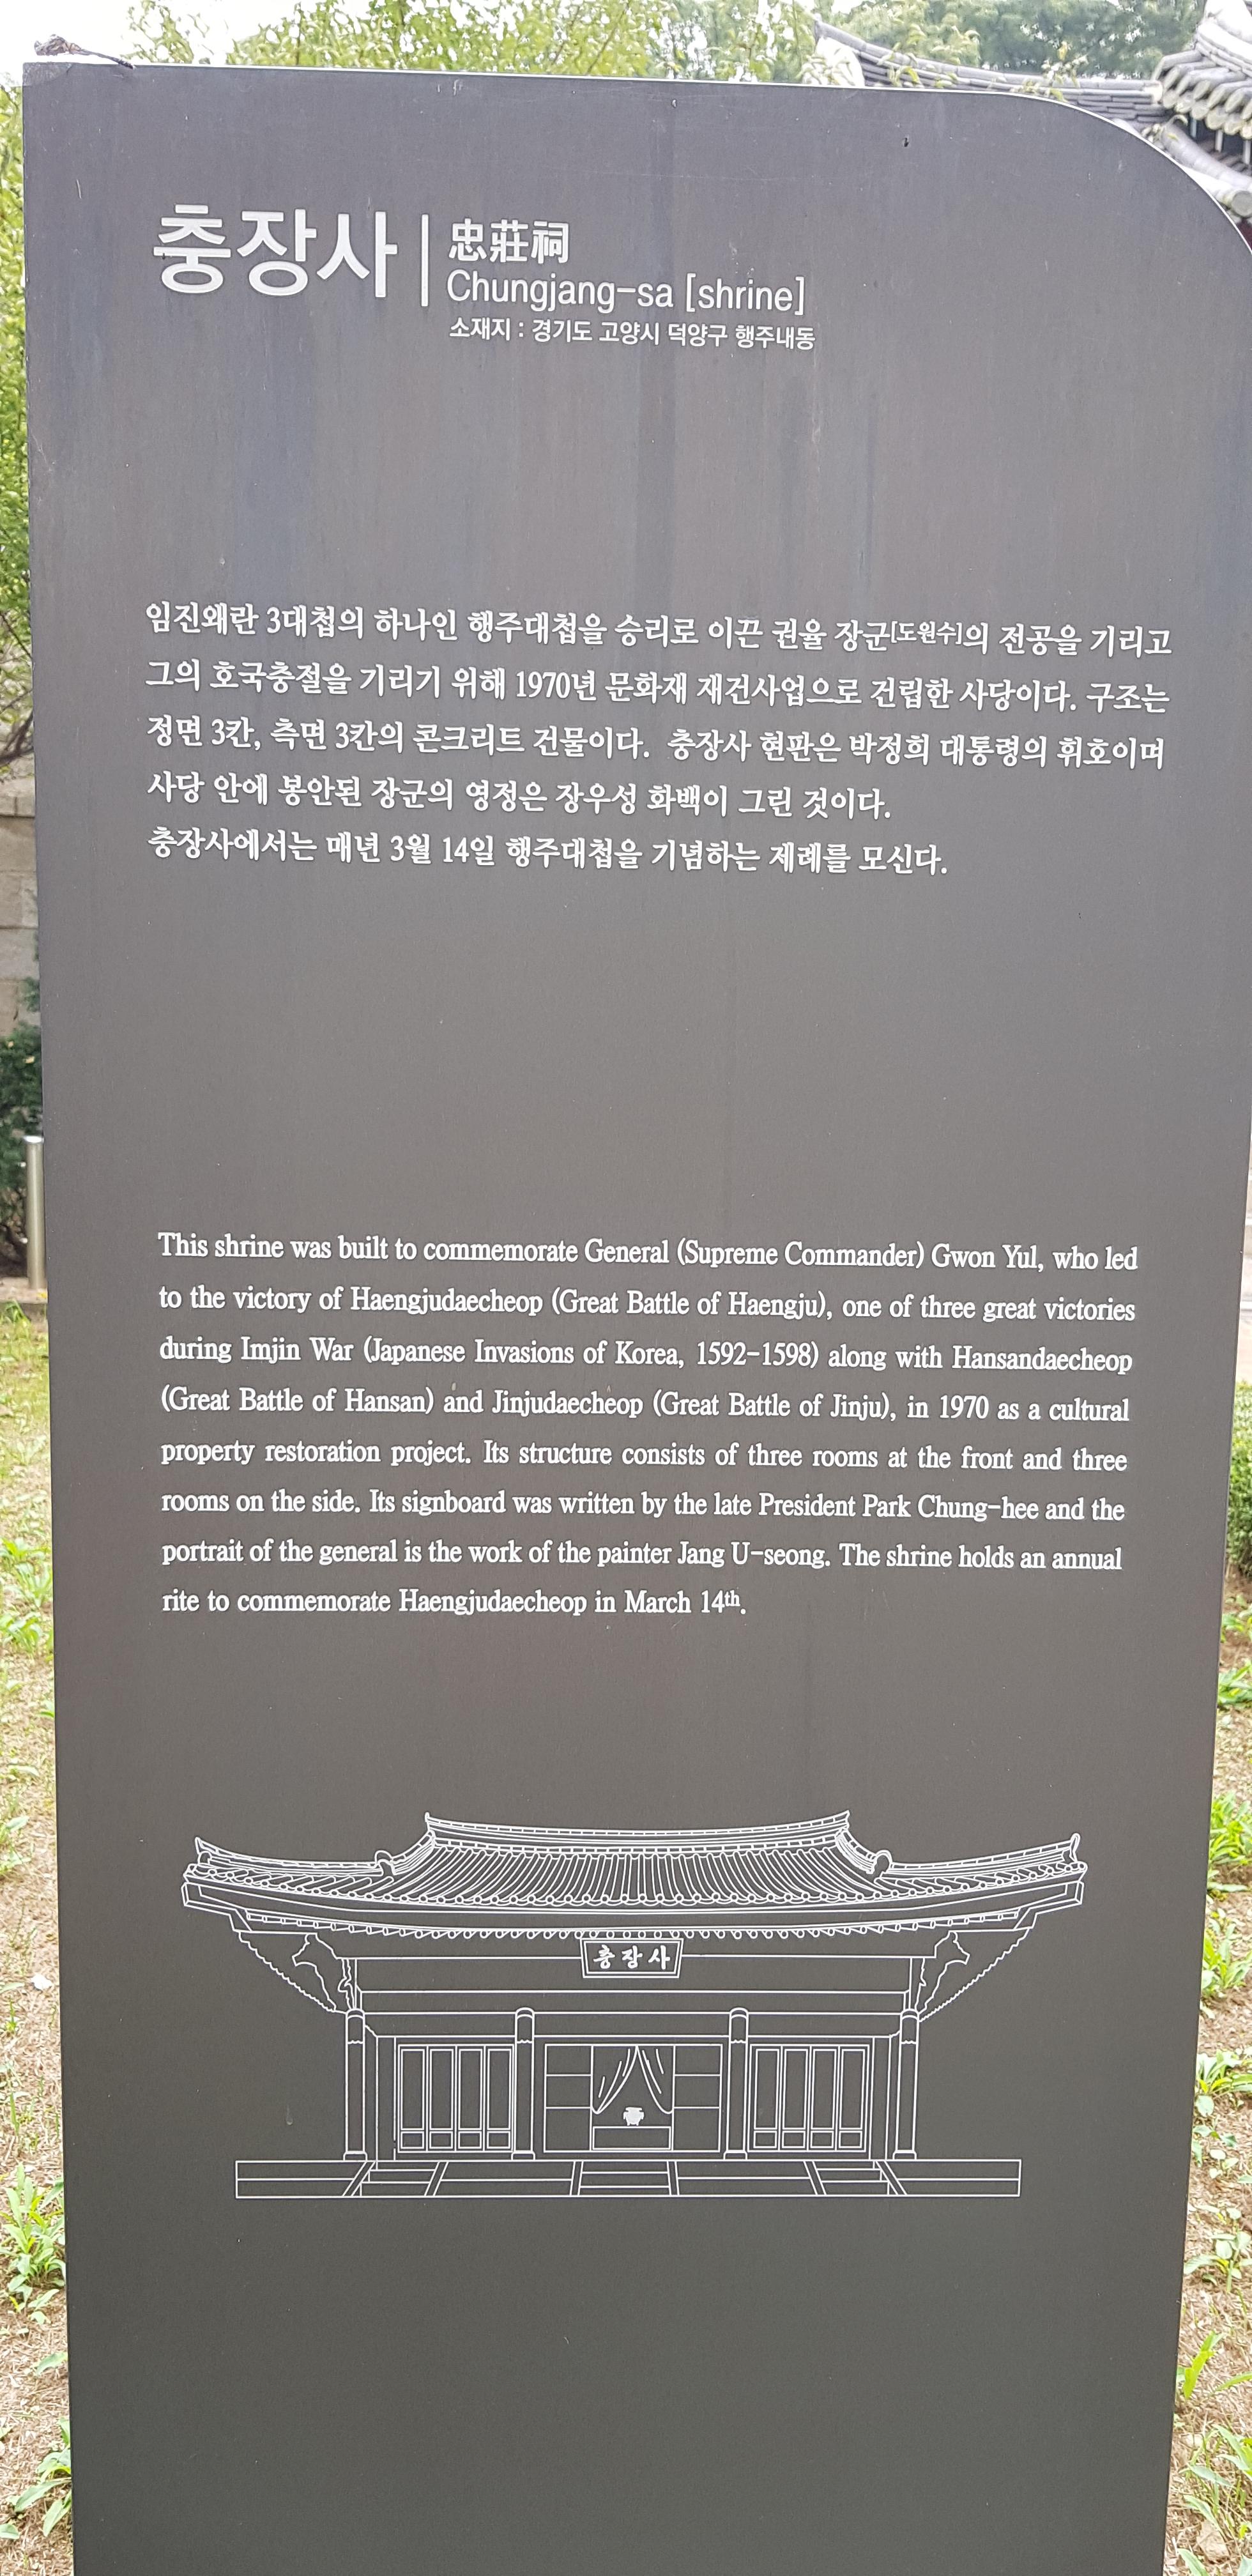 충장사
忠莊祠
Chungjang-sa [shrine]
소재지 : 경기도 고양시 덕양구 행주내동
임진왜란 3대첩의 하나인 행주대첩을 승리로 이끈 권율 장군[도원수]의 전공을 기리고
그의 호국충절을 기리기 위해 1970년 문화재 재건사업으로 건립한 사당이다. 구조는
정면 3칸, 측면 3칸의 콘크리트 건물이다. 충장사 현판은 박정희 대통령의 휘호이며
사당 안에 봉안된 장군의 영정은 장우성 화백이 그린 것이다.
충장사에서는 매년 3월 14일 행주대첩을 기념하는 제례를 모신다.
This shrine was built to commemorate General (Supreme Commander) Gwon Yul, who led
to the victory of Haengjudaecheop (Great Battle of Haengju), one of three great victories
during Imjin War (Japanese Invasions of Korea, 1592-1598) along with Hansandaecheop
(Great Battle of Hansan) and Jinjudaecheop (Great Battle of Jinju), in 1970 as a cultural
property restoration project. Its structure consists of three rooms at the front and three
rooms on the side. Its signboard was written by the late President Park Chung-hee and the
portrait of the general is the work of the painter Jang U-seong. The shrine holds an annual
rite to commemorate Haengjudaecheop in March 14th.
충장사